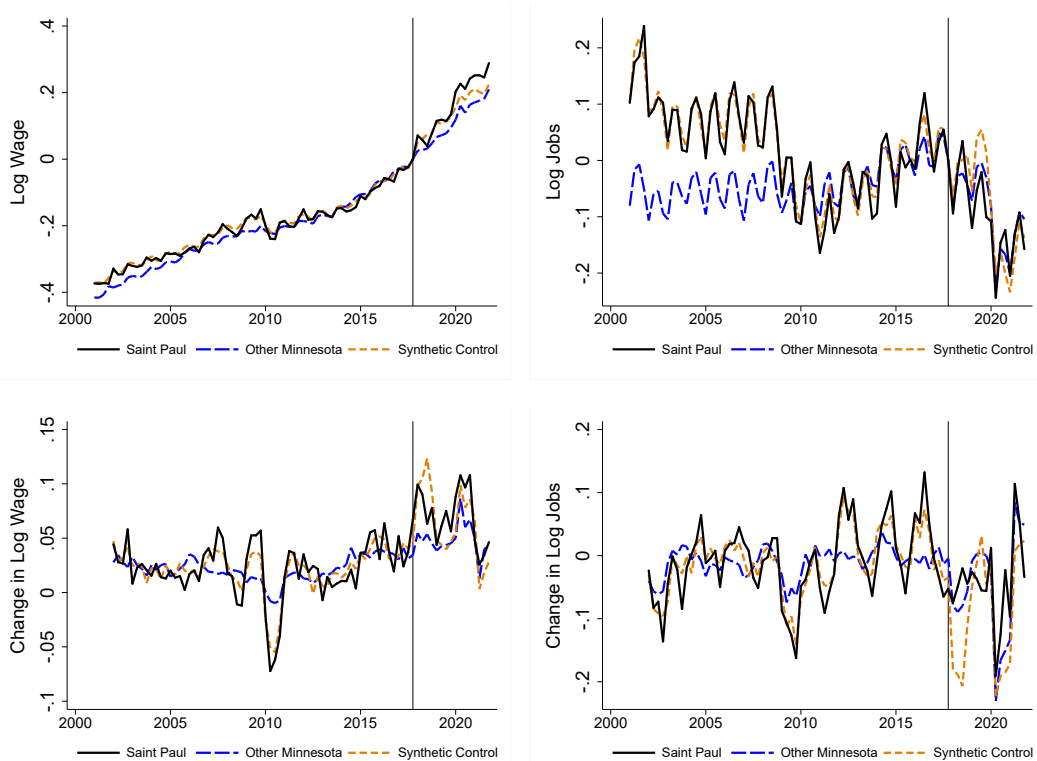 Log Wage
.4
.2
0
.2
-.4
2000 2005 2010 2015 2020
Saint Paul Other Minnesota Synthetic Control
Log Jobs
.2
.1
0
.1
-.2
2000 2005 2010 2015 2020
Saint Paul Other Minnesota Synthetic Control
Change in Log Wage
.15
.1
.05
0
-.05
-.1
2000 2005 2010 2015 2020
Saint Paul Other Minnesota Synthetic Control
Change in Log Jobs
.2
.1
0
-.1
-.2
2000 2005 2010 2015 2020
Saint Paul Other Minnesota Synthetic Control